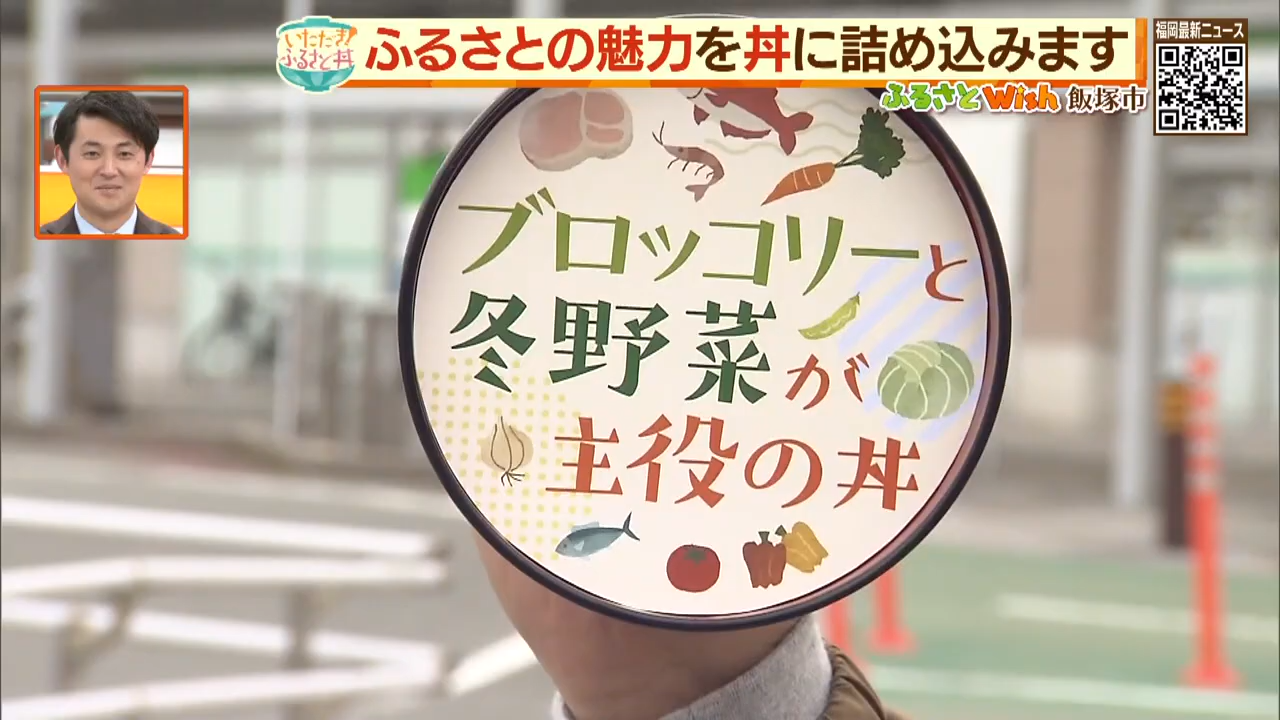 いただき!
ふるさと丼
ふるさとの魅力を丼に詰め込みます
福岡最新ニュース
ふるさとWish 飯塚市
ブロッコリーと
冬野菜が
主役の丼